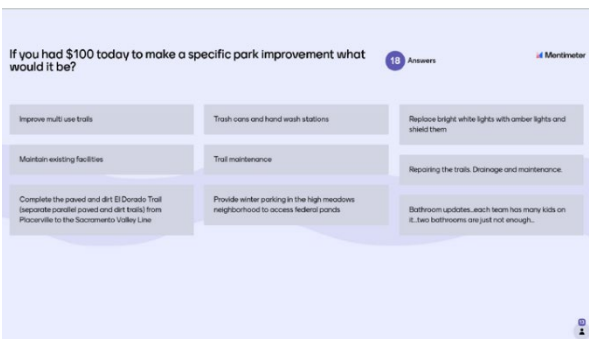 If you had $100 today to make a specific park improvement what
would it be?
18 Answers
Mentimeter
Improve multi use trails
Trash cans and hand wash stations
Replace bright white lights with amber lights and
shield them
Maintain existing facilities
Trail maintenance
Repairing the trails. Drainage and maintenance.
Complete the paved and dirt El Dorado Trail
(separate parallel paved and dirt trails) from
Placerville to the Sacramento Valley Line
Provide winter parking in the high meadows
neighborhood to access federal pands
Bathroom updates...each team has many kids on
it...two bathrooms are just not enough..